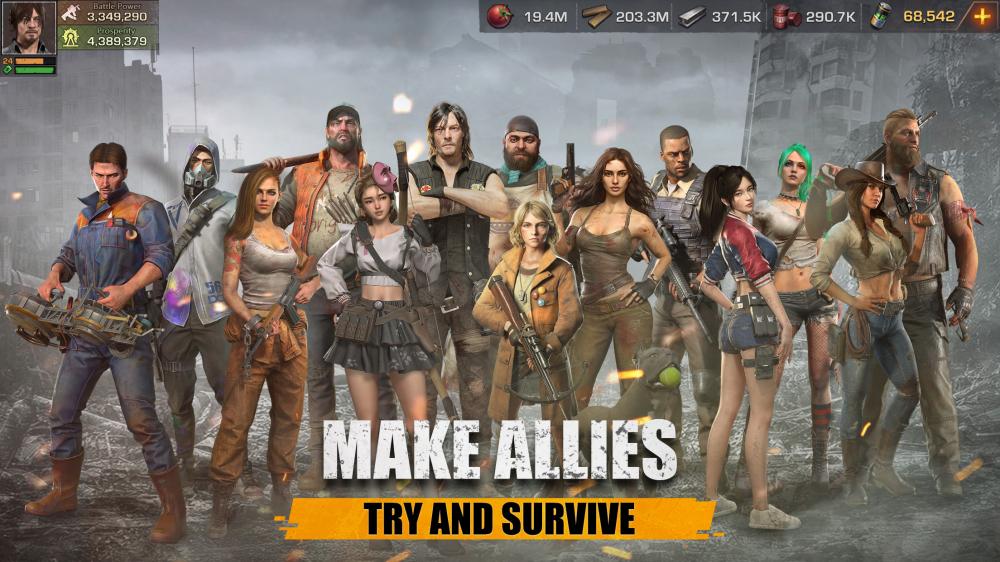 Battle Power
3,349,290
Prosperity
4,389,379
24
19.4M
203.3M
371.5K
290.7K
68,542
MAKE ALLIES
TRY AND SURVIVE